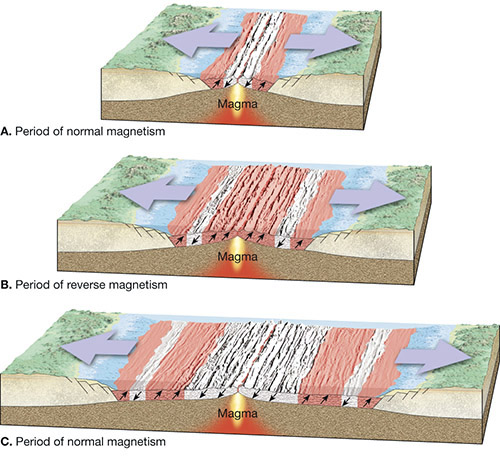 Magma
A. Period of normal magnetism
Magma
B. Period of reverse magnetism
Magma
C. Period of normal magnetism